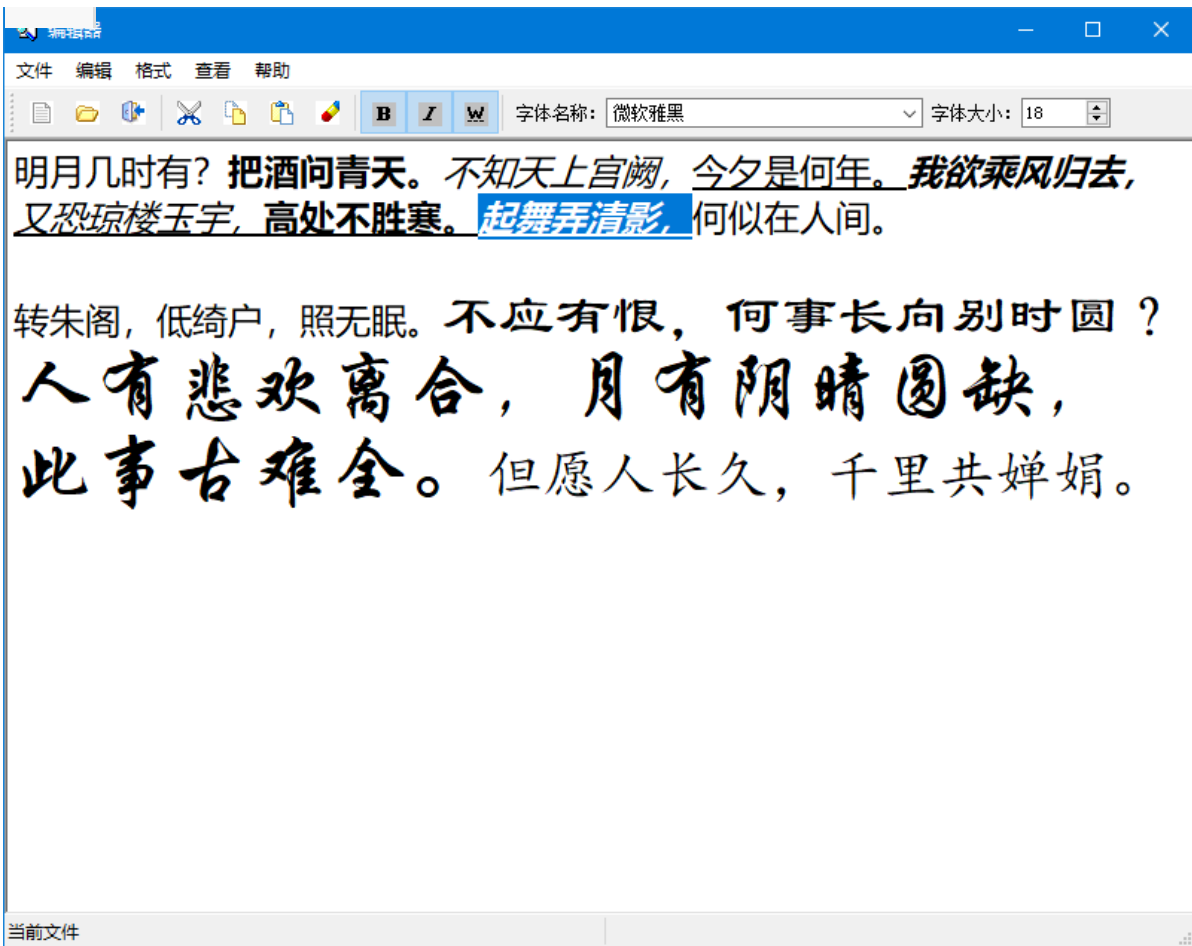 编辑器
文件 编辑 格式 查看 帮助
B I W 字体名称： 微软雅黑 字体大小： 18
明月几时有？把酒问青天。不知天上宫阙，今夕是何年。我欲乘风归去，
又恐琼楼玉宇，高处不胜寒。起舞弄清影，何似在人间。
转朱阁，低绮户，照无眠。不应有恨，何事长向别时圆？
人有悲欢离合，月有阴晴圆缺，
此事古难全。但愿人长久，千里共婵娟。
当前文件